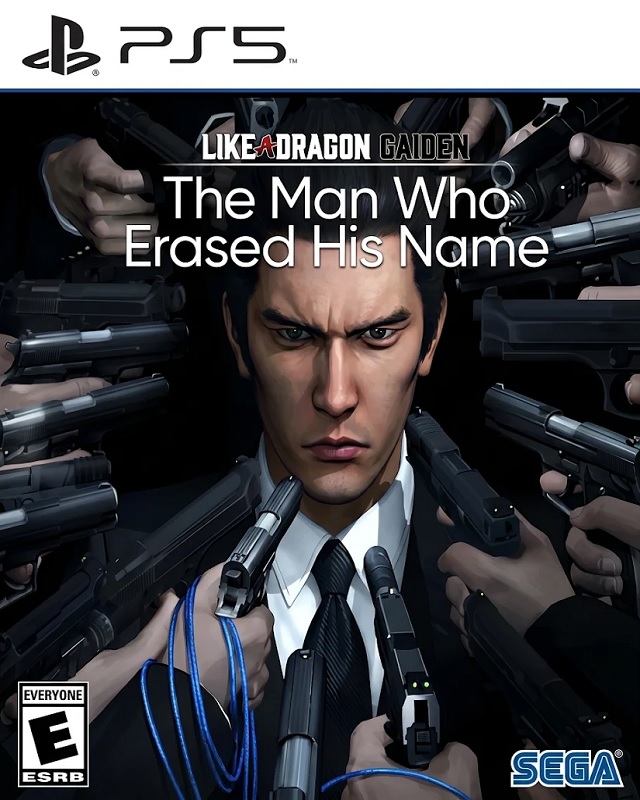 PS5
LIKE A DRAGON GAIDEN
The Man Who
Erased His Name
EVERYONE
E
ESRB
SEGA